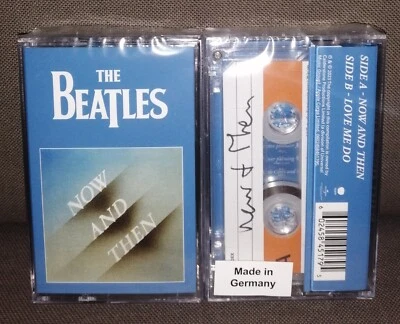 THE
BEATLES
NOW
AND
THEN
now & Then
A
Made in
Germany
SIDE A - NOW AND THEN
SIDE B - LOVE ME DO